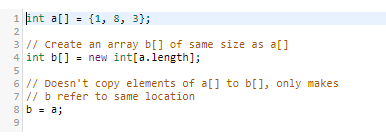 1 int a[] = {1, 8, 3};
2
3 // Create an array b[] of same size as a[]
4 int b[] = new int[a.length];
5
6 // Doesn't copy elements of a[] to b[], only makes
7 // b refer to same location
8 b = a;
9